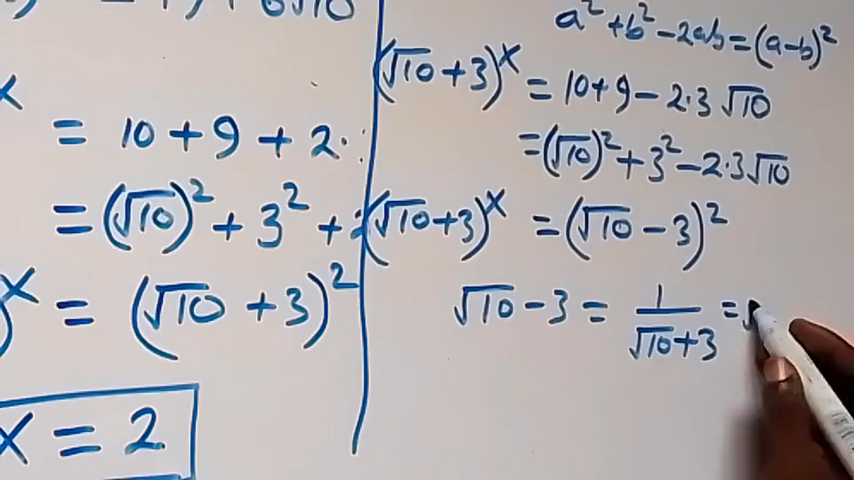 = 10 + 9 + 2·
= (√10)² + 3² +
x = (√10 + 3)²
x = 2
a² + b² - 2ab = (a-b)²
(√10 + 3)^x = 10 + 9 - 2·3 √10
= (√10)² + 3² - 2·3√10
(√10 + 3)^x = (√10 - 3)²
√10 - 3 = 1/(√10 + 3) =